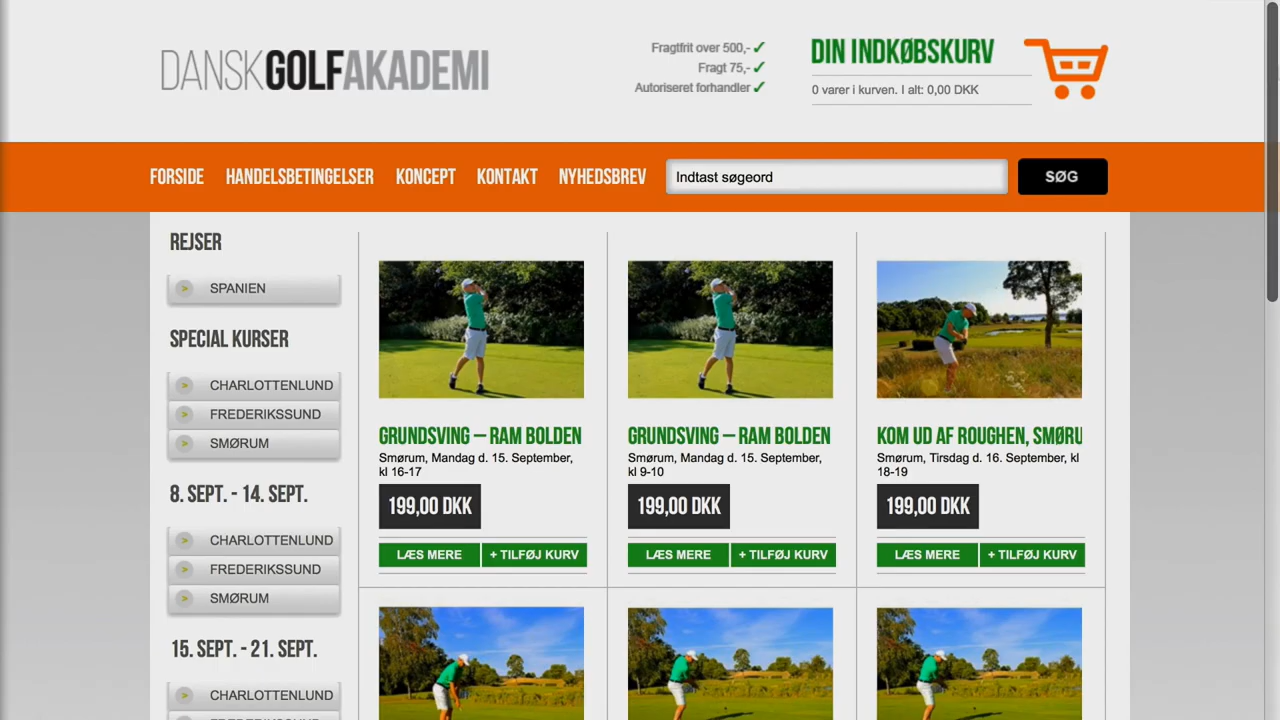 DANSKGOLFAKADEMI
Fragtfrit over 500,-
Fragt 75,-
Autoriseret forhandler
DIN INDKØBSKURV
0 varer i kurven. I alt: 0,00 DKK
FORSIDE HANDELSBETINGELSER KONCEPT KONTAKT NYHEDSBREV Indtast søgeord SØG
REJSER
SPANIEN
SPECIAL KURSER
CHARLOTTENLUND
FREDERIKSSUND
SMØRUM
8. SEPT. - 14. SEPT.
CHARLOTTENLUND
FREDERIKSSUND
SMØRUM
15. SEPT. - 21. SEPT.
CHARLOTTENLUND
GRUNDSVING – RAM BOLDEN
Smørum, Mandag d. 15. September,
kl 16-17
199,00 DKK
LÆS MERE + TILFØJ KURV
GRUNDSVING – RAM BOLDEN
Smørum, Mandag d. 15. September,
kl 9-10
199,00 DKK
LÆS MERE + TILFØJ KURV
KOM UD AF ROUGHEN, SMØRU
Smørum, Tirsdag d. 16. September, kl
18-19
199,00 DKK
LÆS MERE + TILFØJ KURV